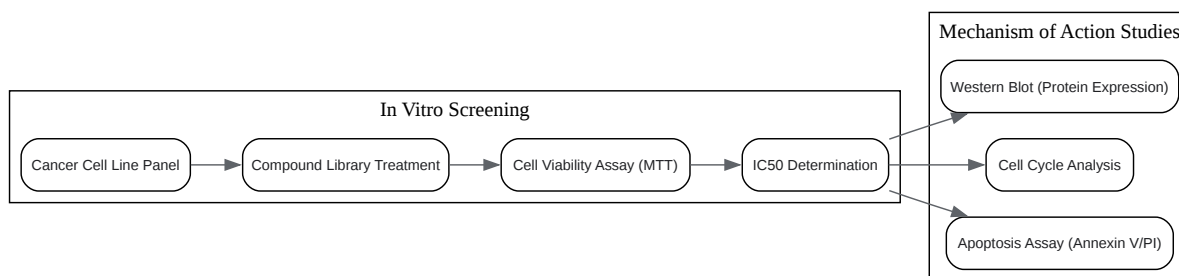 Mechanism of Action Studies
Western Blot (Protein Expression)
In Vitro Screening
Cancer Cell Line Panel
Compound Library Treatment
Cell Viability Assay (MTT)
IC50 Determination
Cell Cycle Analysis
Apoptosis Assay (Annexin V/PI)